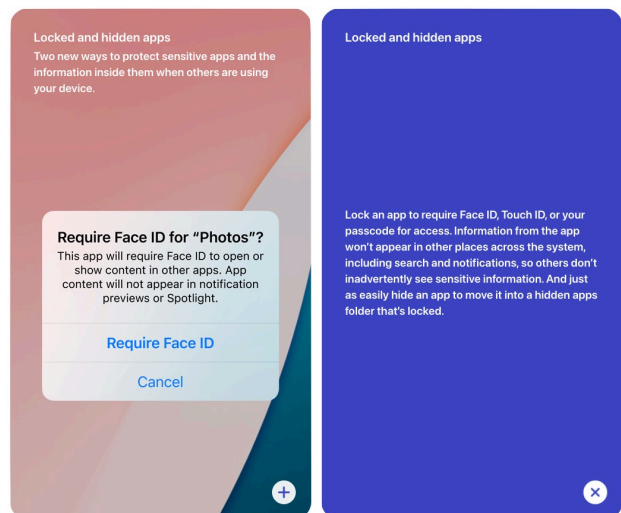 Locked and hidden apps
Two new ways to protect sensitive apps and the
information inside them when others are using
your device.
Require Face ID for “Photos”?
This app will require Face ID to open or
show content in other apps. App
content will not appear in notification
previews or Spotlight.
Require Face ID
Cancel
Locked and hidden apps
Lock an app to require Face ID, Touch ID, or your
passcode for access. Information from the app
won’t appear in other places across the system,
including search and notifications, so others don’t
inadvertently see sensitive information. And just
as easily hide an app to move it into a hidden apps
folder that’s locked.